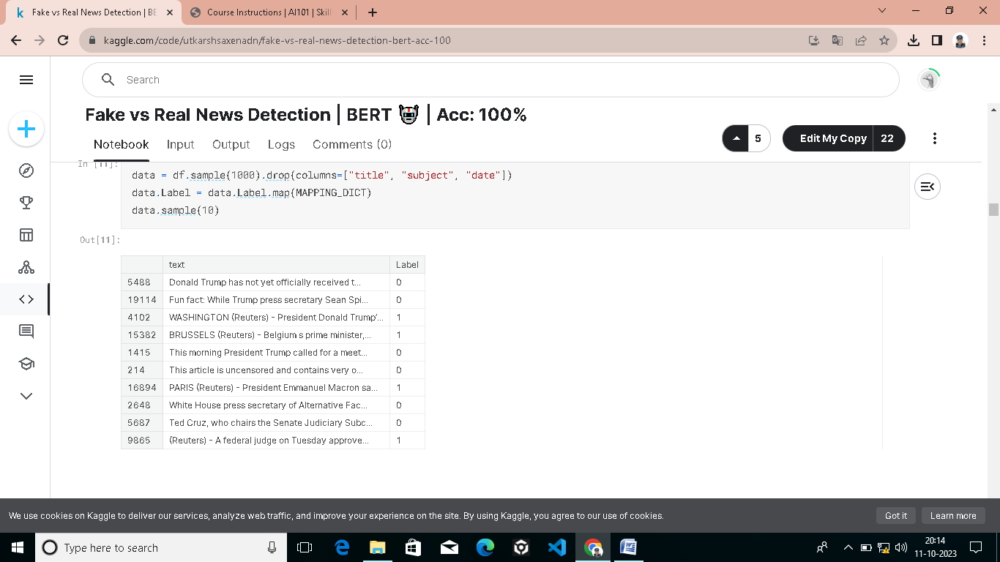 Fake vs Real News Detection | BE
Course Instructions | AI101 | Skill
kaggle.com/code/utkarshsaxenadn/fake-vs-real-news-detection-bert-acc-100
Search
Fake vs Real News Detection | BERT 🤖 | Acc: 100%
Notebook Input Output Logs Comments (0)
5
Edit My Copy 22
In [11]:
data = df.sample(1000).drop(columns=["title", "subject", "date"])
data.Label = data.Label.map(MAPPING_DICT)
data.sample(10)
Out[11]:
text Label
5488 Donald Trump has not yet officially received t... 0
19114 Fun fact: While Trump press secretary Sean Spi... 0
4102 WASHINGTON (Reuters) - President Donald Trump'... 1
15382 BRUSSELS (Reuters) - Belgium s prime minister,... 1
1415 This morning President Trump called for a meet... 0
214 This article is uncensored and contains very o... 0
16894 PARIS (Reuters) - President Emmanuel Macron sa... 1
2648 White House press secretary of Alternative Fac... 0
5687 Ted Cruz, who chairs the Senate Judiciary Subc... 0
9865 (Reuters) - A federal judge on Tuesday approve... 1
We use cookies on Kaggle to deliver our services, analyze web traffic, and improve your experience on the site. By using Kaggle, you agree to our use of cookies.
Got it
Learn more
Type here to search
20:14
11-10-2023